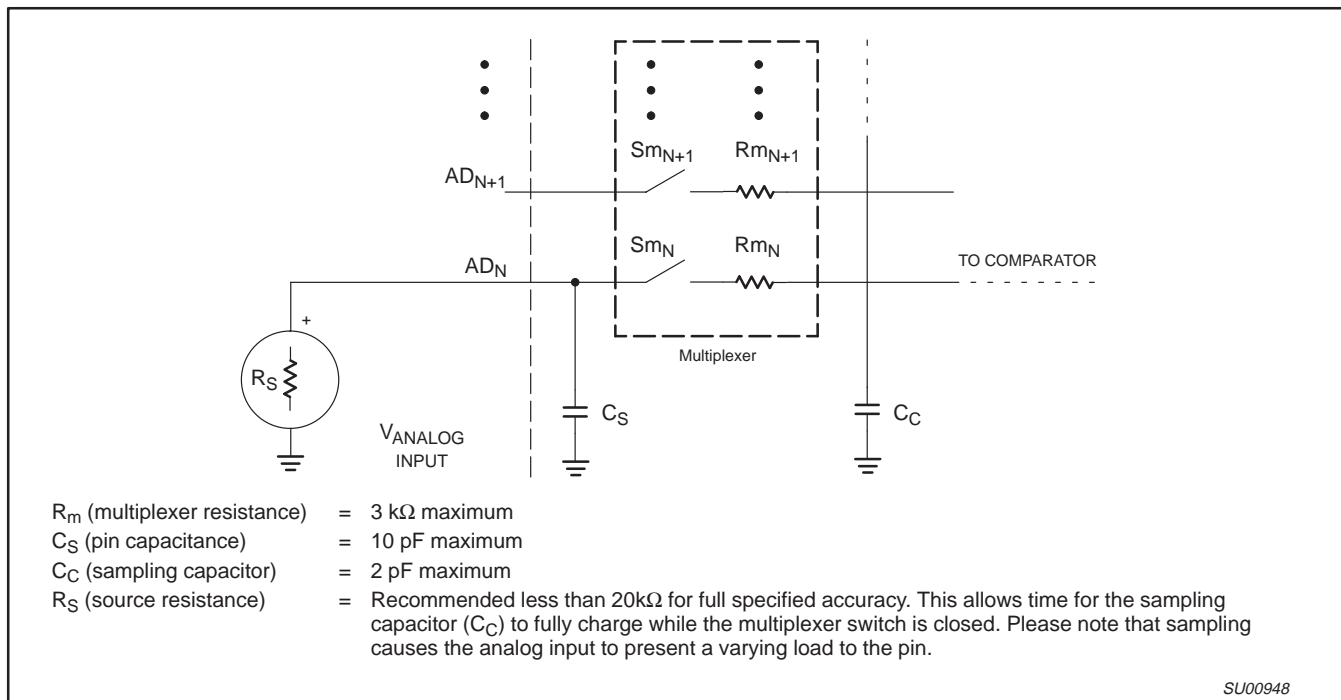 Sm_N+1 Rm_N+1
AD_N+1
Sm_N Rm_N
AD_N
TO COMPARATOR
+
Multiplexer
R_S
C_S
C_C
V_ANALOG
INPUT
R_m (multiplexer resistance) = 3 kΩ maximum
C_S (pin capacitance) = 10 pF maximum
C_C (sampling capacitor) = 2 pF maximum
R_S (source resistance) = Recommended less than 20kΩ for full specified accuracy. This allows time for the sampling
capacitor (C_C) to fully charge while the multiplexer switch is closed. Please note that sampling
causes the analog input to present a varying load to the pin.
SU00948